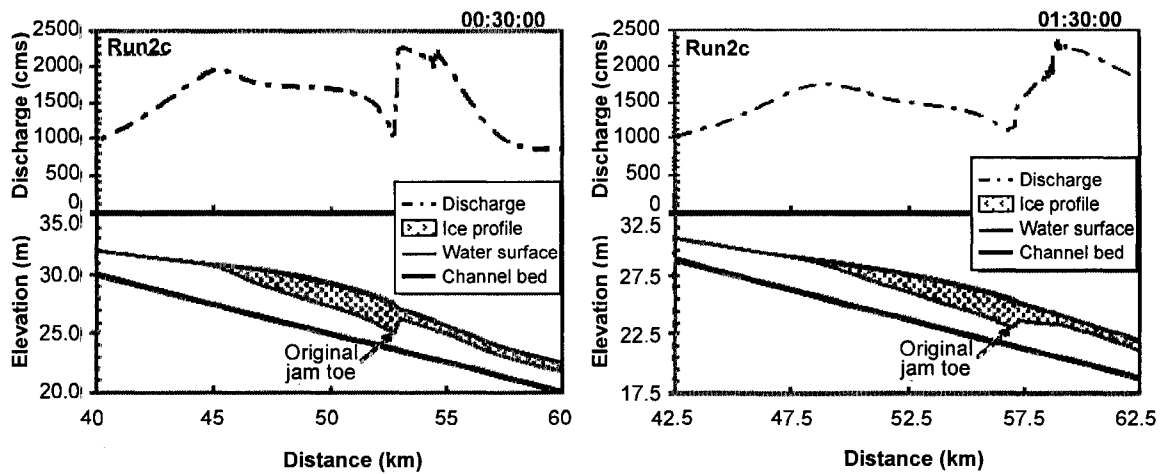 00:30:00
Run2c
Discharge (cms)
2500
2000
1500
1000
500
0
Discharge
Ice profile
Water surface
Channel bed
Elevation (m)
35.0
30.0
25.0
20.0
Original
jam toe
40
45
50
55
60
Distance (km)
01:30:00
Run2c
Discharge (cms)
2500
2000
1500
1000
500
0
Discharge
Ice profile
Water surface
Channel bed
Elevation (m)
32.5
27.5
22.5
17.5
Original
jam toe
42.5
47.5
52.5
57.5
62.5
Distance (km)